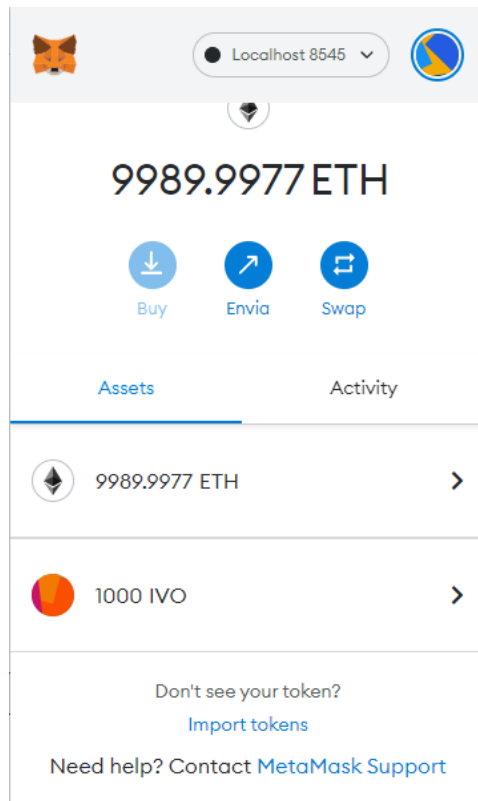 Localhost 8545
9989.9977 ETH
Buy Envia Swap
Assets Activity
9989.9977 ETH
1000 IVO
Don't see your token?
Import tokens
Need help? Contact MetaMask Support